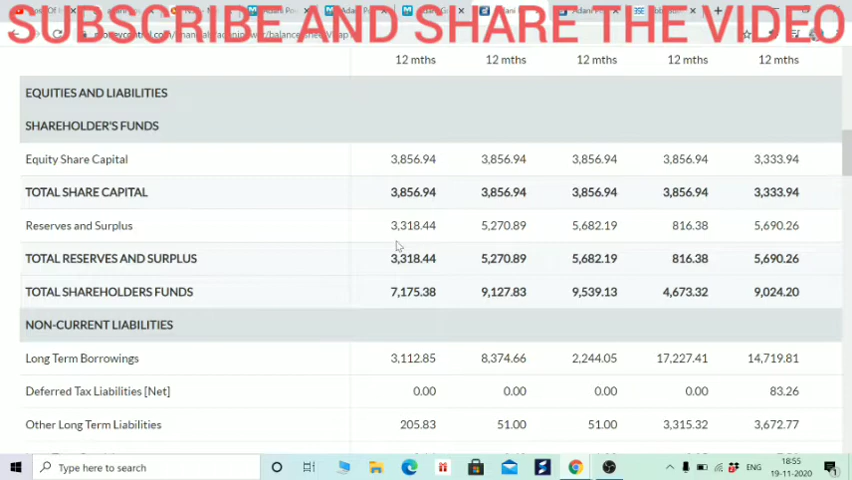 SUBSCRIBE AND SHARE THE VIDEO
12 mths 12 mths 12 mths 12 mths 12 mths
EQUITIES AND LIABILITIES
SHAREHOLDER'S FUNDS
Equity Share Capital 3,856.94 3,856.94 3,856.94 3,856.94 3,333.94
TOTAL SHARE CAPITAL 3,856.94 3,856.94 3,856.94 3,856.94 3,333.94
Reserves and Surplus 3,318.44 5,270.89 5,682.19 816.38 5,690.26
TOTAL RESERVES AND SURPLUS 3,318.44 5,270.89 5,682.19 816.38 5,690.26
TOTAL SHAREHOLDERS FUNDS 7,175.38 9,127.83 9,539.13 4,673.32 9,024.20
NON-CURRENT LIABILITIES
Long Term Borrowings 3,112.85 8,374.66 2,244.05 17,227.41 14,719.81
Deferred Tax Liabilities [Net] 0.00 0.00 0.00 0.00 83.26
Other Long Term Liabilities 205.83 51.00 51.00 3,315.32 3,672.77
Type here to search
ENG
18:55
19-11-2020